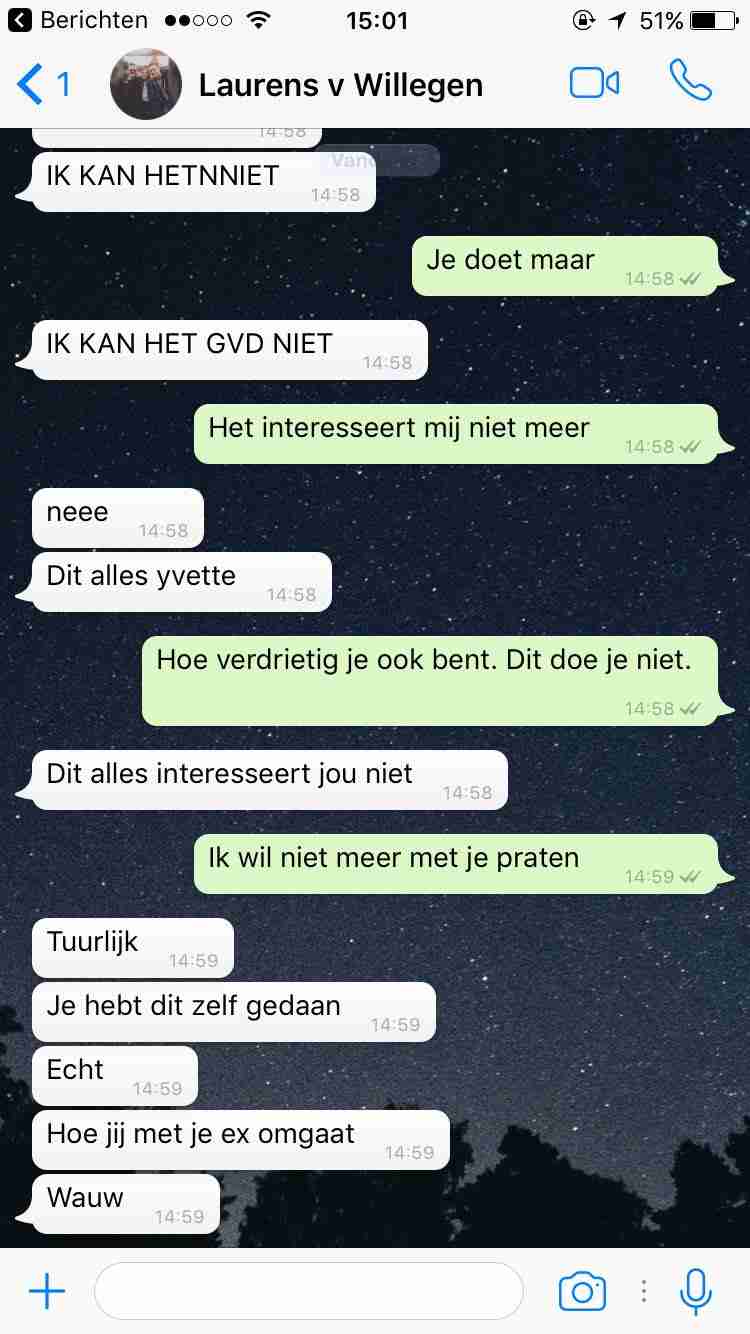 Berichten 15:01 51%
1 Laurens v Willegen
14:58
IK KAN HETNNIET
14:58
Je doet maar
14:58
IK KAN HET GVD NIET
14:58
Het interesseert mij niet meer
14:58
neee
14:58
Dit alles yvette
14:58
Hoe verdrietig je ook bent. Dit doe je niet.
14:58
Dit alles interesseert jou niet
14:58
Ik wil niet meer met je praten
14:59
Tuurlijk
14:59
Je hebt dit zelf gedaan
14:59
Echt
14:59
Hoe jij met je ex omgaat
14:59
Wauw
14:59